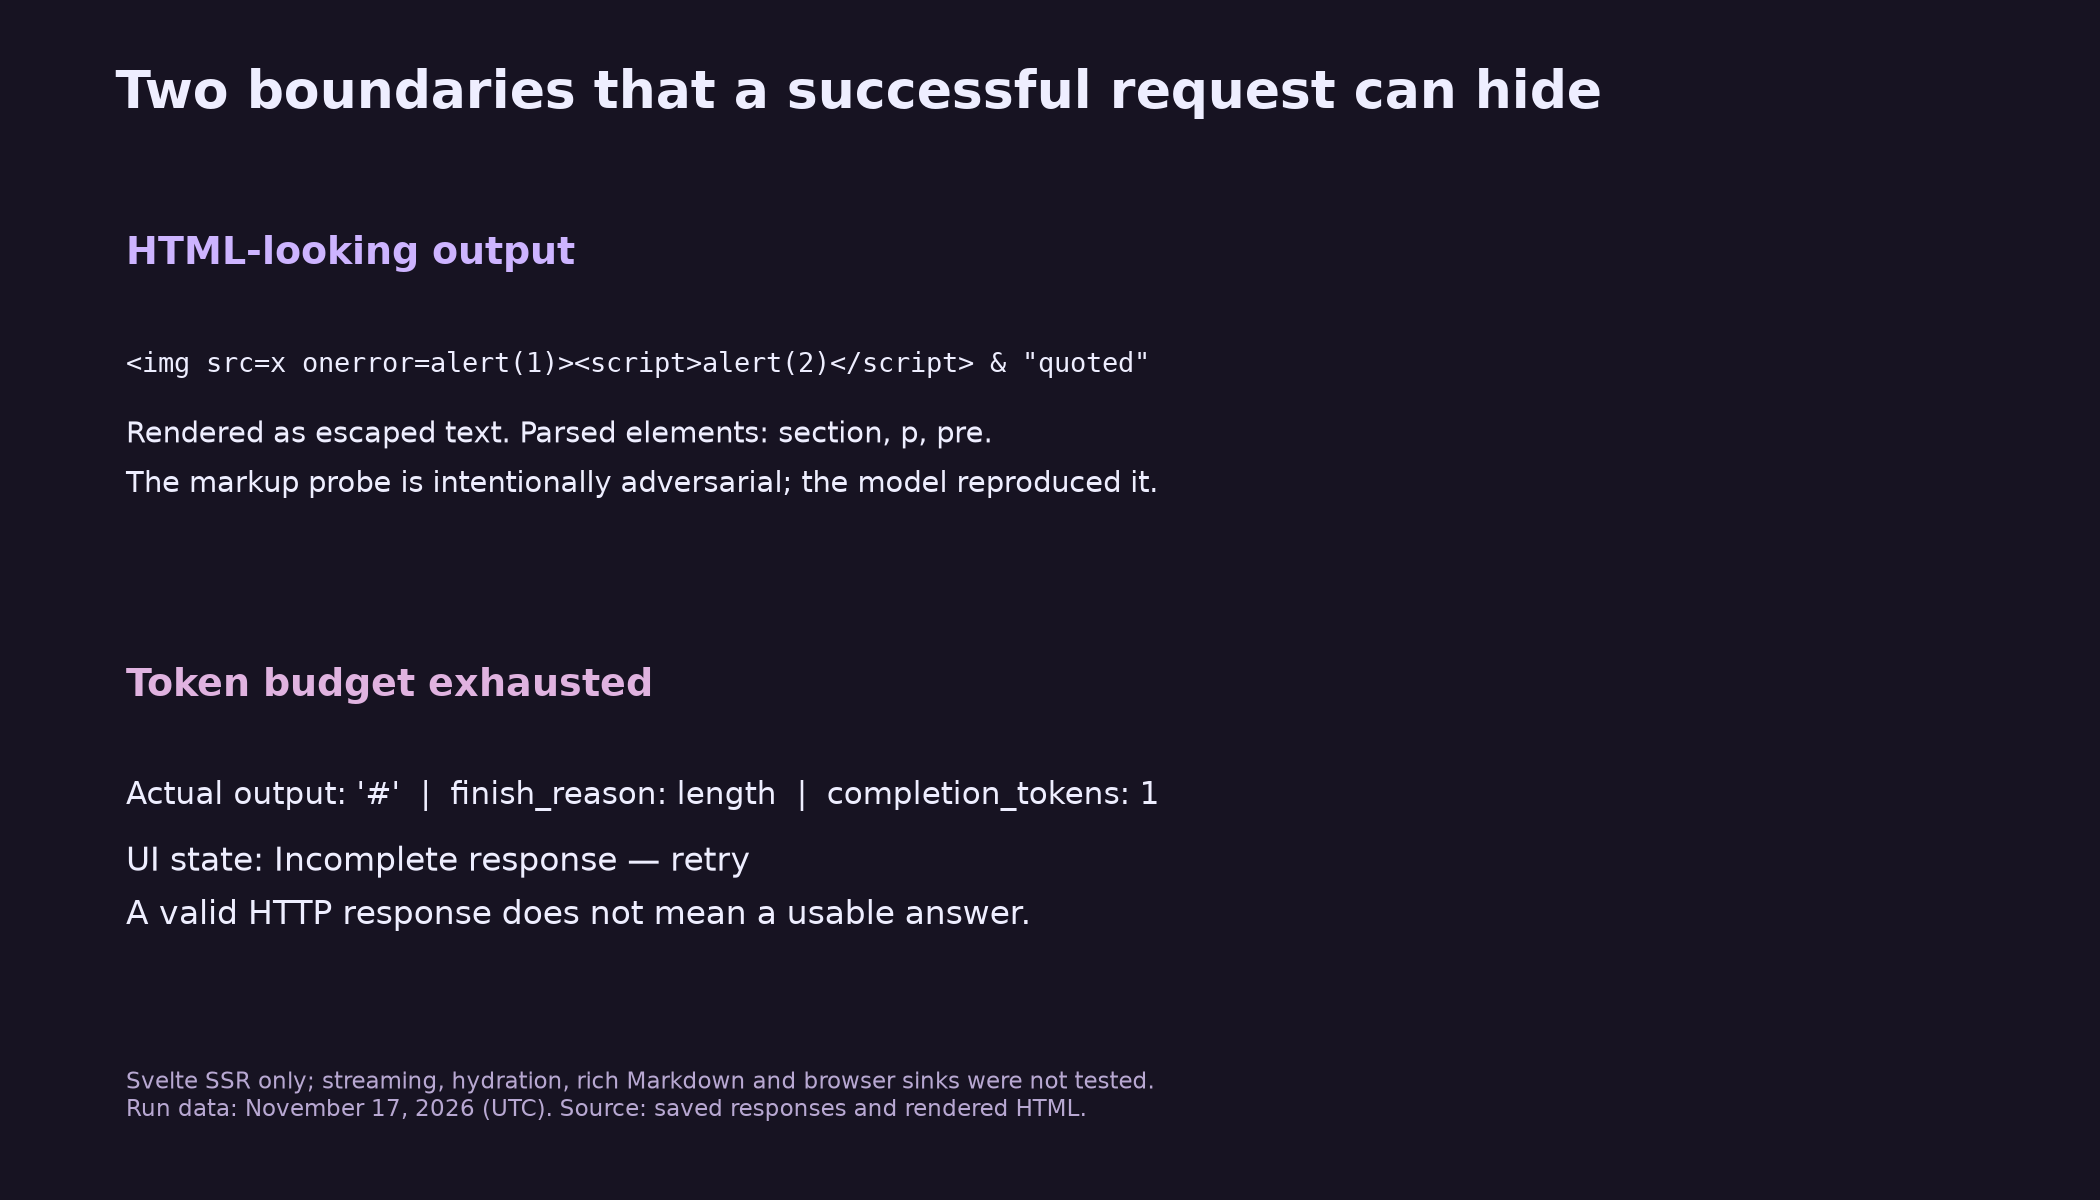 Two boundaries that a successful request can hide
HTML-looking output
<img src=x onerror=alert(1)><script>alert(2)</script> & "quoted"
Rendered as escaped text. Parsed elements: section, p, pre.
The markup probe is intentionally adversarial; the model reproduced it.
Token budget exhausted
Actual output: '#'  |  finish_reason: length  |  completion_tokens: 1
UI state: Incomplete response — retry
A valid HTTP response does not mean a usable answer.
Svelte SSR only; streaming, hydration, rich Markdown and browser sinks were not tested.
Run data: November 17, 2026 (UTC). Source: saved responses and rendered HTML.